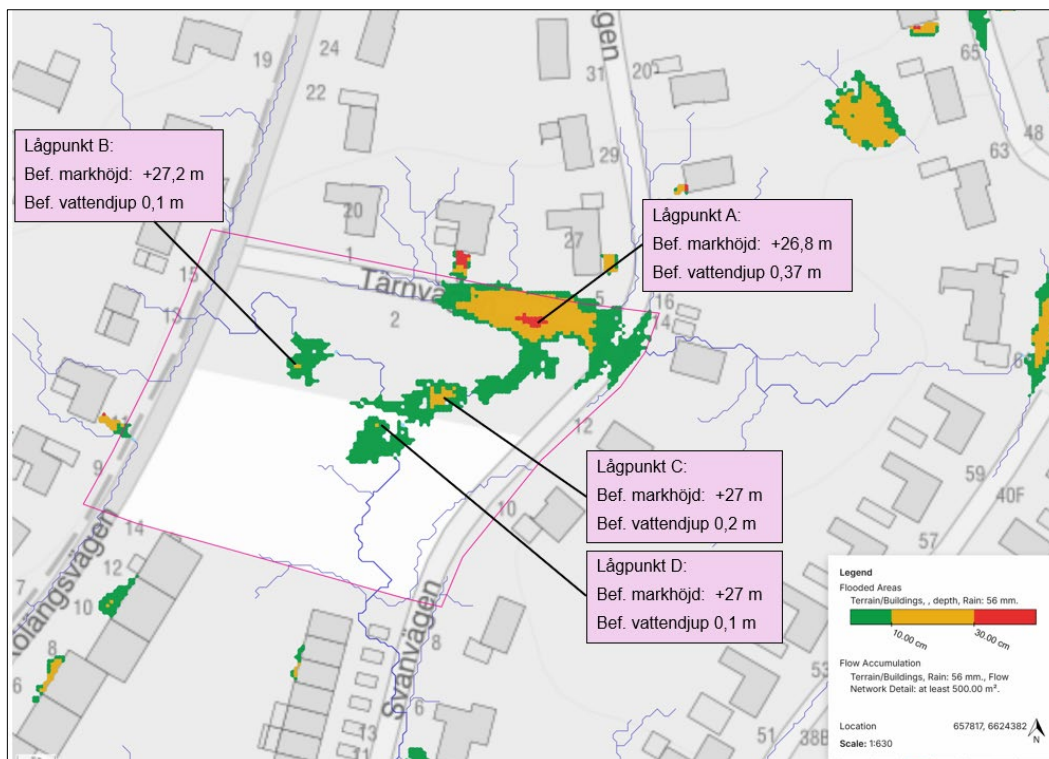 19
24
22
31
20
65
48
63
29
Lågpunkt B:
Bef. markhöjd: +27,2 m
Bef. vattendjup 0,1 m
20
27
Lågpunkt A:
Bef. markhöjd: +26,8 m
Bef. vattendjup 0,37 m
1
15
Tärnvä
5
16
14
2
13
11
9
12
Lågpunkt C:
Bef. markhöjd: +27 m
Bef. vattendjup 0,2 m
59
40F
14
10
57
12
10
Lågpunkt D:
Bef. markhöjd: +27 m
Bef. vattendjup 0,1 m
7
8
6
Svanvägen
8
6
13
11
53
51
38B
Legend
Flooded Areas
Terrain/Buildings, , depth, Rain: 56 mm.
10.00 cm
30.00 cm
Flow Accumulation
Terrain/Buildings, Rain: 56 mm., Flow
Network Detail: at least 500.00 m².
Location 657817, 6624382
Scale: 1:630
N